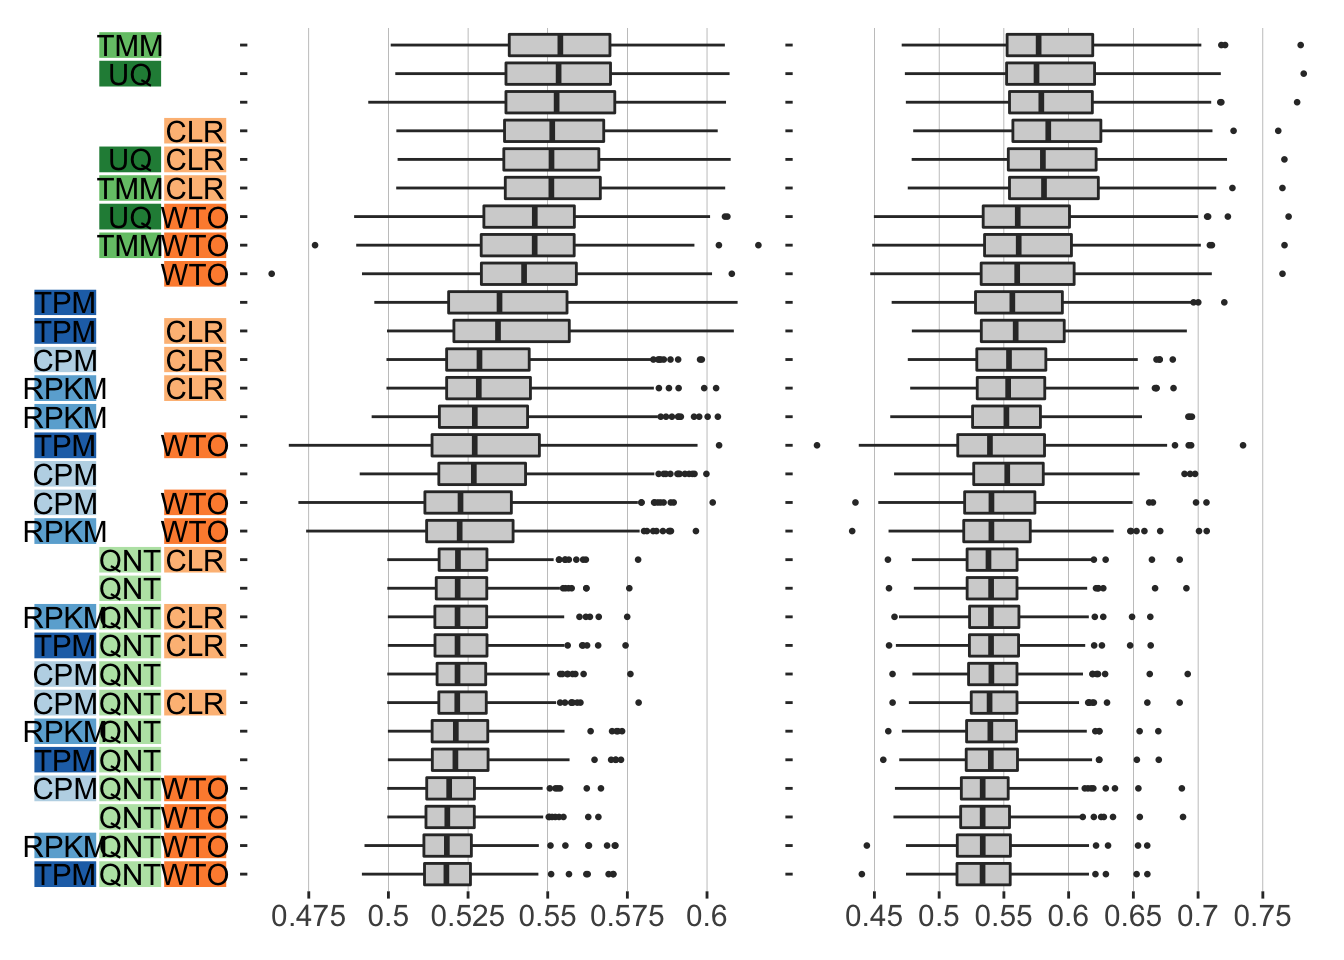 TMM
UQ
CLR
UQ CLR
TMM CLR
UQ WTO
TMM WTO
WTO
TPM
TPM CLR
CPM CLR
RPKM CLR
RPKM
TPM WTO
CPM
CPM WTO
RPKM WTO
QNT CLR
QNT
RPKM QNT CLR
TPM QNT CLR
CPM QNT
CPM QNT CLR
RPKM QNT
TPM QNT
CPM QNT WTO
QNT WTO
RPKM QNT WTO
TPM QNT WTO
0.475 0.5 0.525 0.55 0.575 0.6 0.45 0.5 0.55 0.6 0.65 0.7 0.75